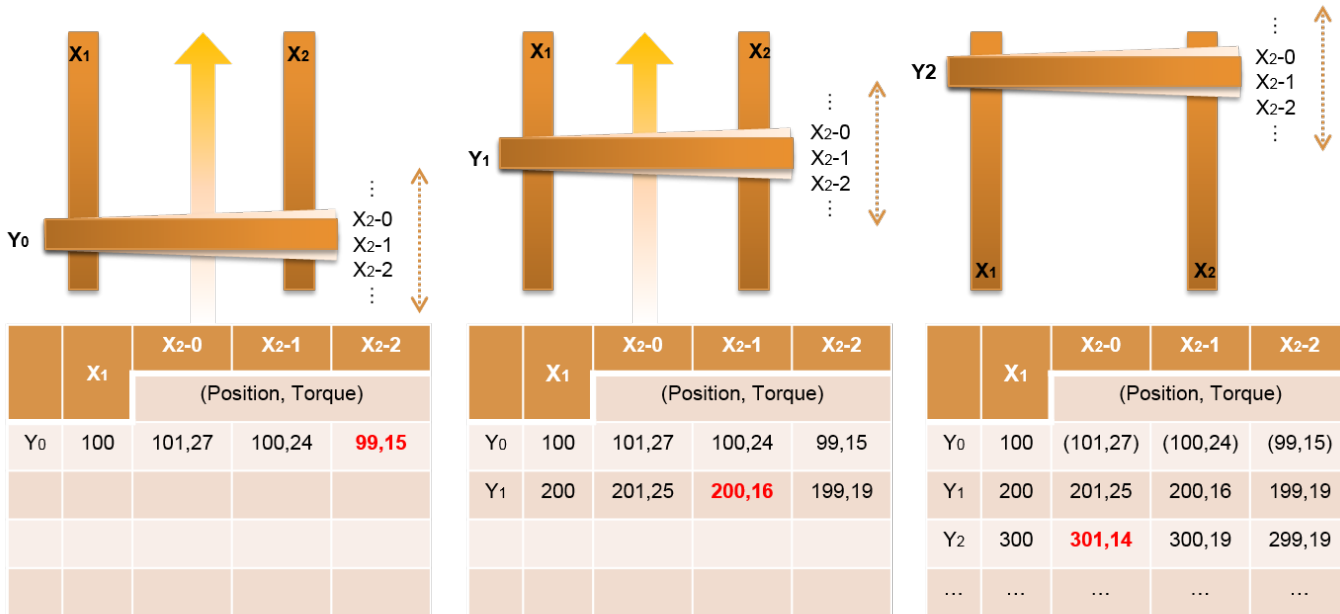 X1 X2
Y0
⋮
X2-0
X2-1
X2-2
⋮
X1 X2-0 X2-1 X2-2
(Position, Torque)
Y0 100 101,27 100,24 99,15
X1 X2
Y1
⋮
X2-0
X2-1
X2-2
⋮
X1 X2-0 X2-1 X2-2
(Position, Torque)
Y0 100 101,27 100,24 99,15
Y1 200 201,25 200,16 199,19
Y2
⋮
X2-0
X2-1
X2-2
⋮
X1 X2
X1 X2-0 X2-1 X2-2
(Position, Torque)
Y0 100 (101,27) (100,24) (99,15)
Y1 200 201,25 200,16 199,19
Y2 300 301,14 300,19 299,19
... ... ... ... ...